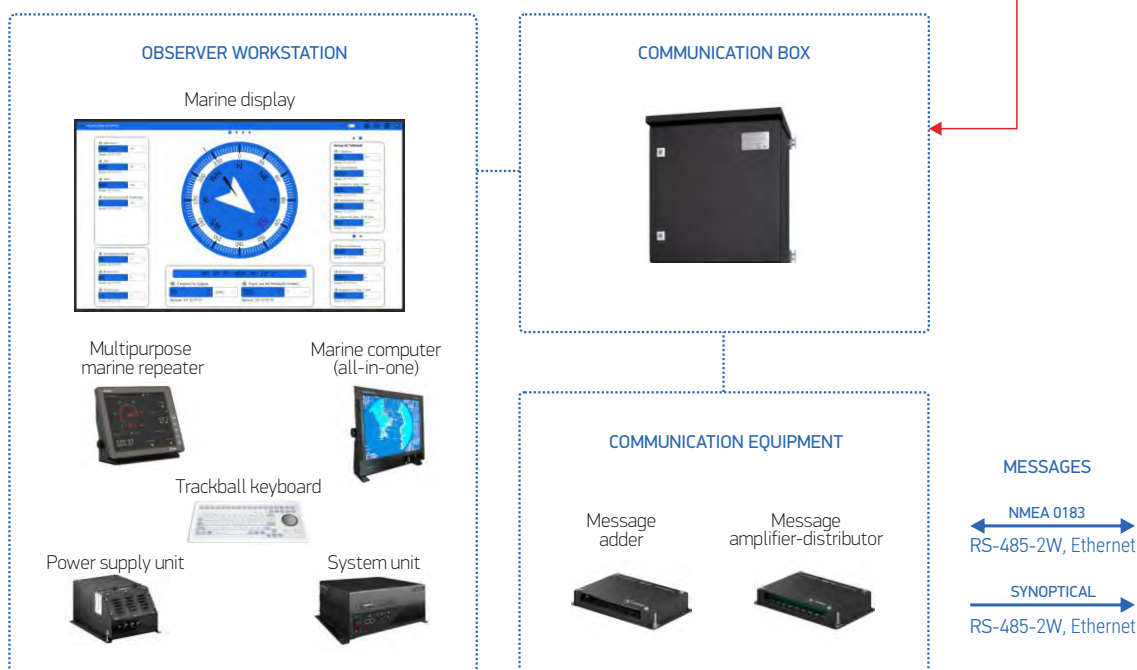 OBSERVER WORKSTATION
Marine display
Multipurpose
marine repeater
Marine computer
(all-in-one)
Trackball keyboard
Power supply unit
System unit
COMMUNICATION BOX
COMMUNICATION EQUIPMENT
Message
adder
Message
amplifier-distributor
MESSAGES
NMEA 0183
RS-485-2W, Ethernet
SYNOPTICAL
RS-485-2W, Ethernet